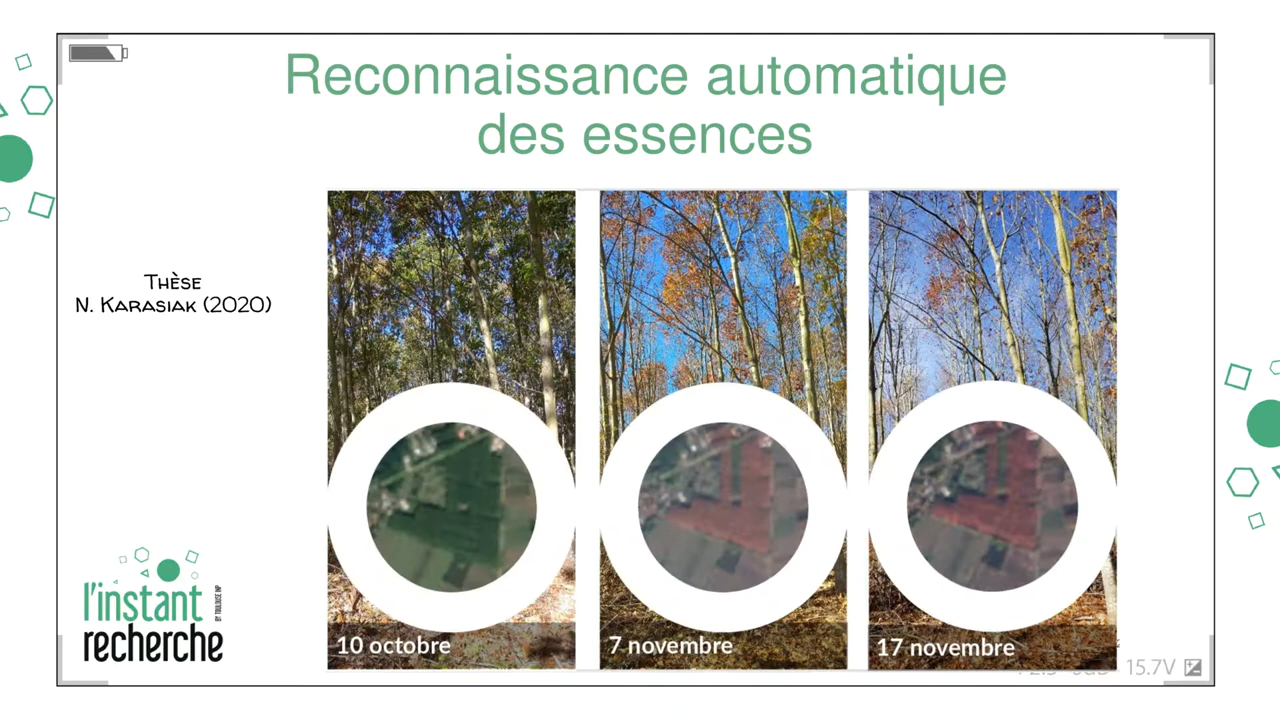 Reconnaissance automatique
des essences
Thèse
N. Karasiak (2020)
l'instant
recherche
BY TOULOUSE INP
10 octobre
7 novembre
17 novembre
15.7V